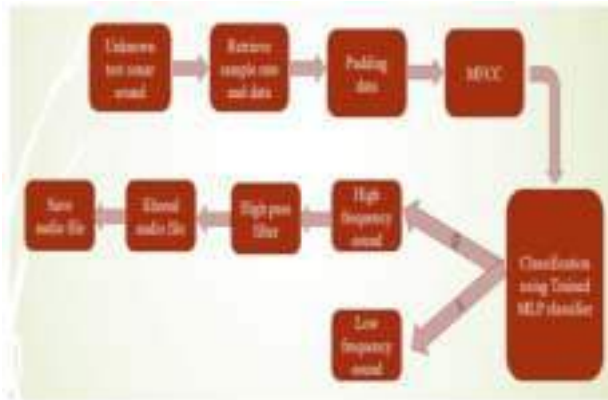 Unknown
test sonar
sound
Retrieve
sample rate
and data
Padding
data
MFCC
Classification
using Trained
MLP classifier
High
frequency
sound
High pass
filter
filtered
audio file
Save
audio file
Low
frequency
sound